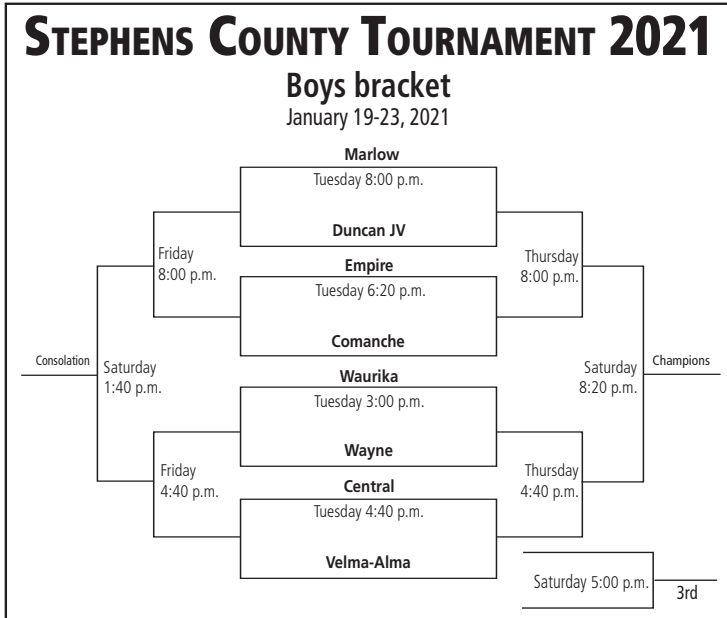 STEPHENS COUNTY TOURNAMENT 2021
Boys bracket
January 19-23, 2021
Marlow
Tuesday 8:00 p.m.
Duncan JV
Friday
8:00 p.m.
Thursday
8:00 p.m.
Empire
Tuesday 6:20 p.m.
Comanche
Consolation
Saturday
1:40 p.m.
Saturday
8:20 p.m.
Champions
Waurika
Tuesday 3:00 p.m.
Wayne
Friday
4:40 p.m.
Thursday
4:40 p.m.
Central
Tuesday 4:40 p.m.
Velma-Alma
Saturday 5:00 p.m.
3rd